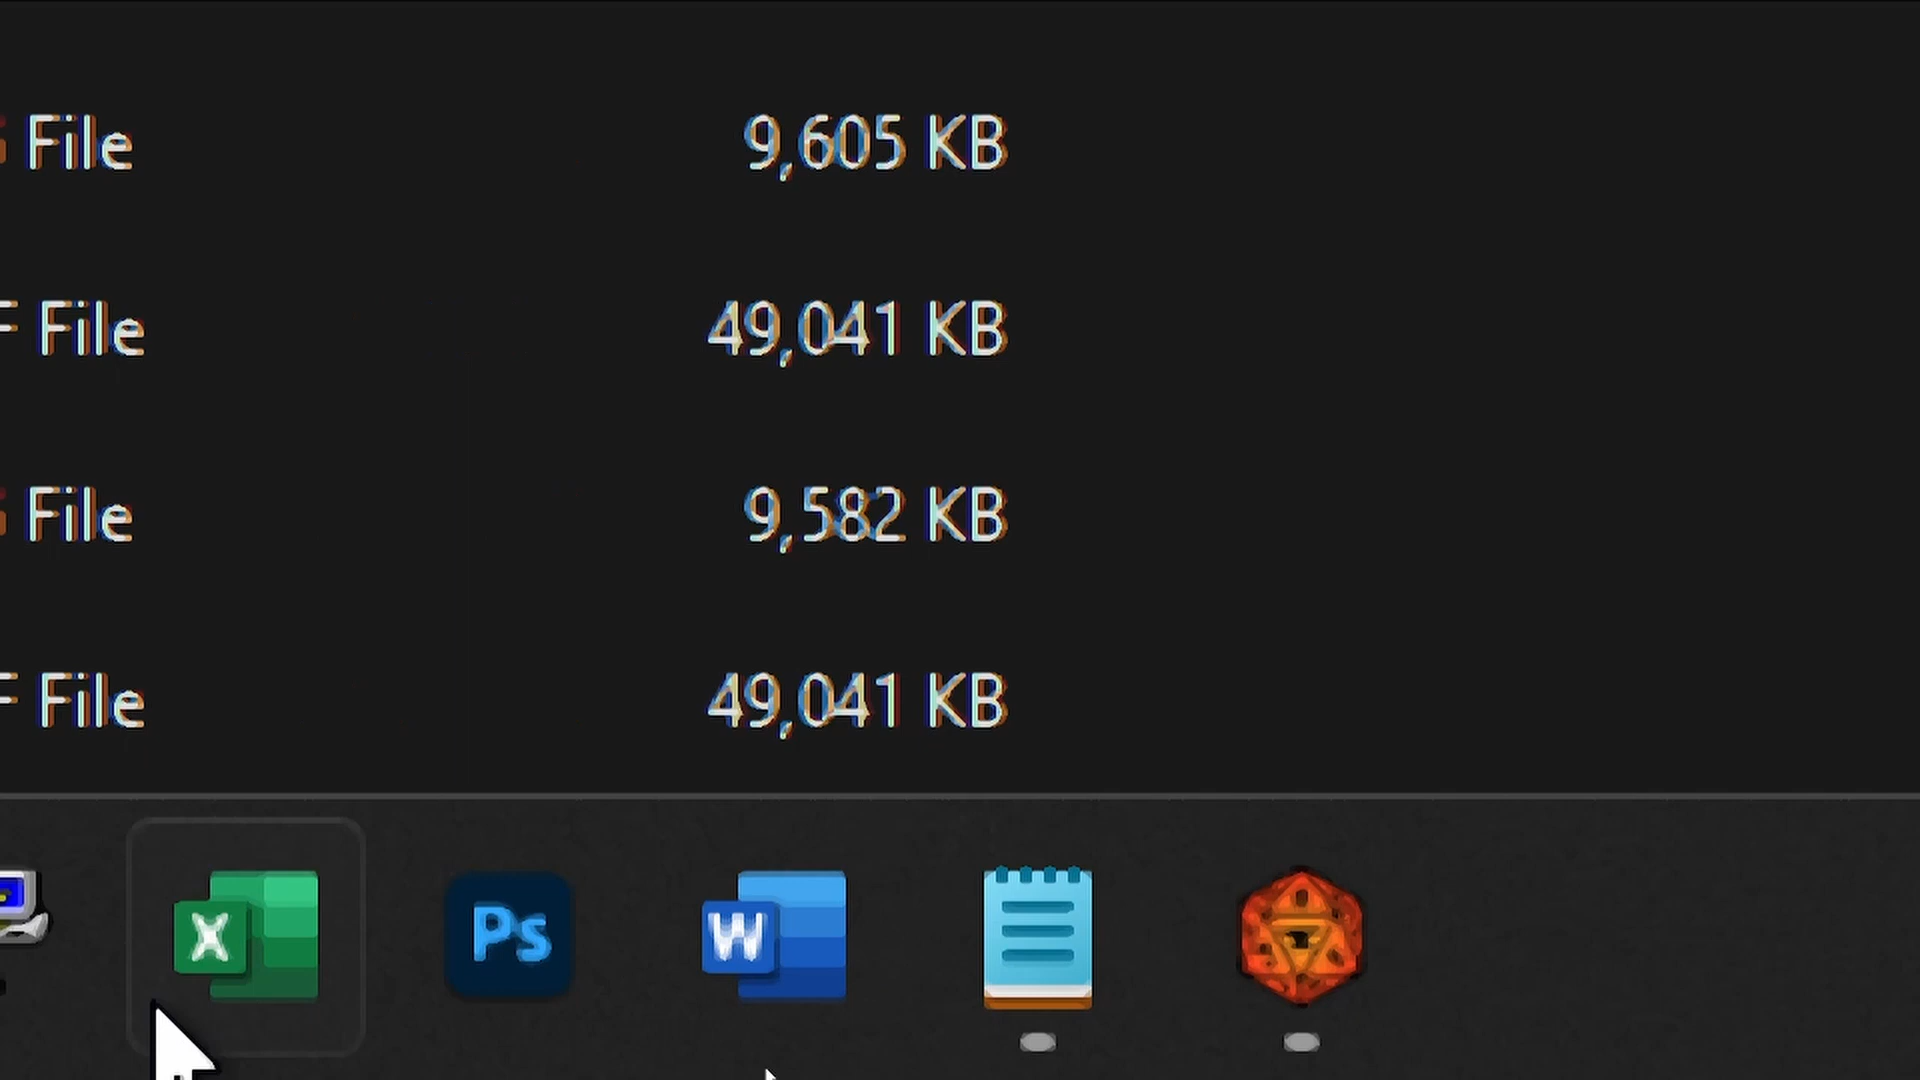 File 9,605 KB
F File 49,041 KB
File 9,582 KB
F File 49,041 KB
X Ps W